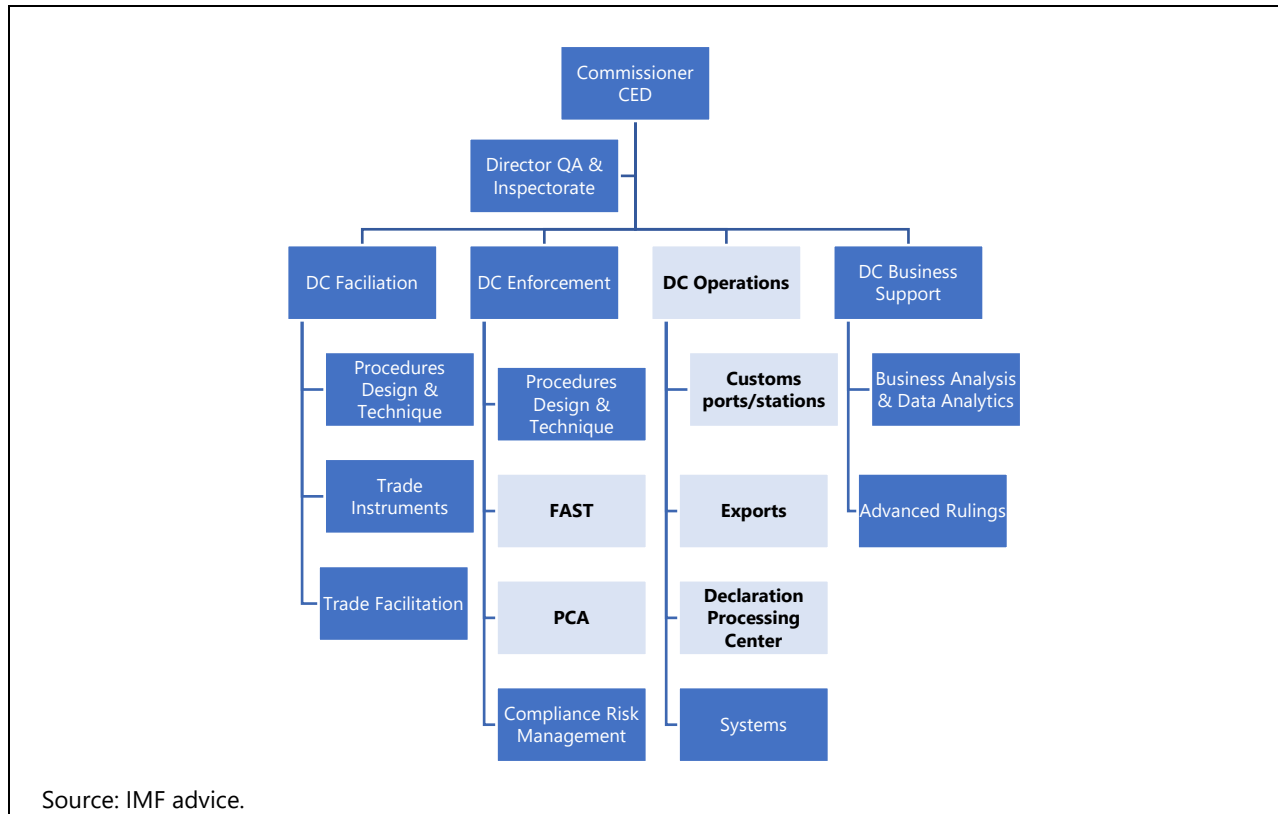 Commissioner
CED
Director QA &
Inspectorate
DC Faciliation
DC Enforcement
DC Operations
DC Business
Support
Procedures
Design &
Technique
Trade
Instruments
Trade Facilitation
Procedures
Design &
Technique
FAST
PCA
Compliance Risk
Management
Customs
ports/stations
Exports
Declaration
Processing
Center
Systems
Business Analysis
& Data Analytics
Advanced Rulings
Source: IMF advice.